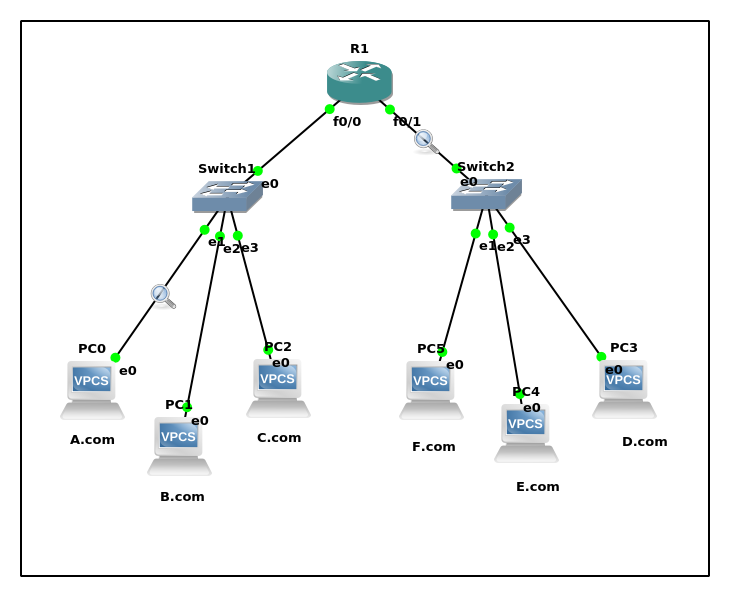 R1
f0/0
f0/1
Switch1
e0
Switch2
e0
e1
e2
e3
e1
e2
e3
PC0
e0
VPCS
A.com
PC1
e0
VPCS
B.com
PC2
e0
VPCS
C.com
PC5
e0
VPCS
F.com
PC4
e0
VPCS
E.com
PC3
e0
VPCS
D.com